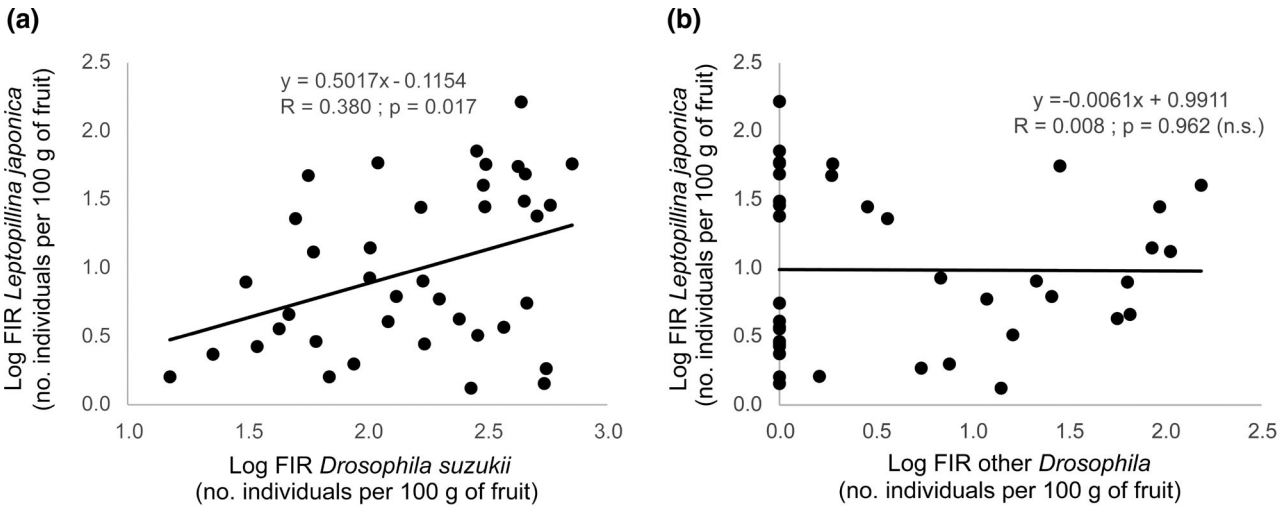 (a)
Log FIR Leptopillina japonica
(no. individuals per 100 g of fruit)
2.5
2.0
1.5
1.0
0.5
0.0
y = 0.5017x - 0.1154
R = 0.380 ; p = 0.017
1.0 1.5 2.0 2.5 3.0
Log FIR Drosophila suzukii
(no. individuals per 100 g of fruit)
(b)
Log FIR Leptopillina japonica
(no. individuals per 100 g of fruit)
2.5
2.0
1.5
1.0
0.5
0.0
y =-0.0061x + 0.9911
R = 0.008 ; p = 0.962 (n.s.)
0.0 0.5 1.0 1.5 2.0 2.5
Log FIR other Drosophila
(no. individuals per 100 g of fruit)